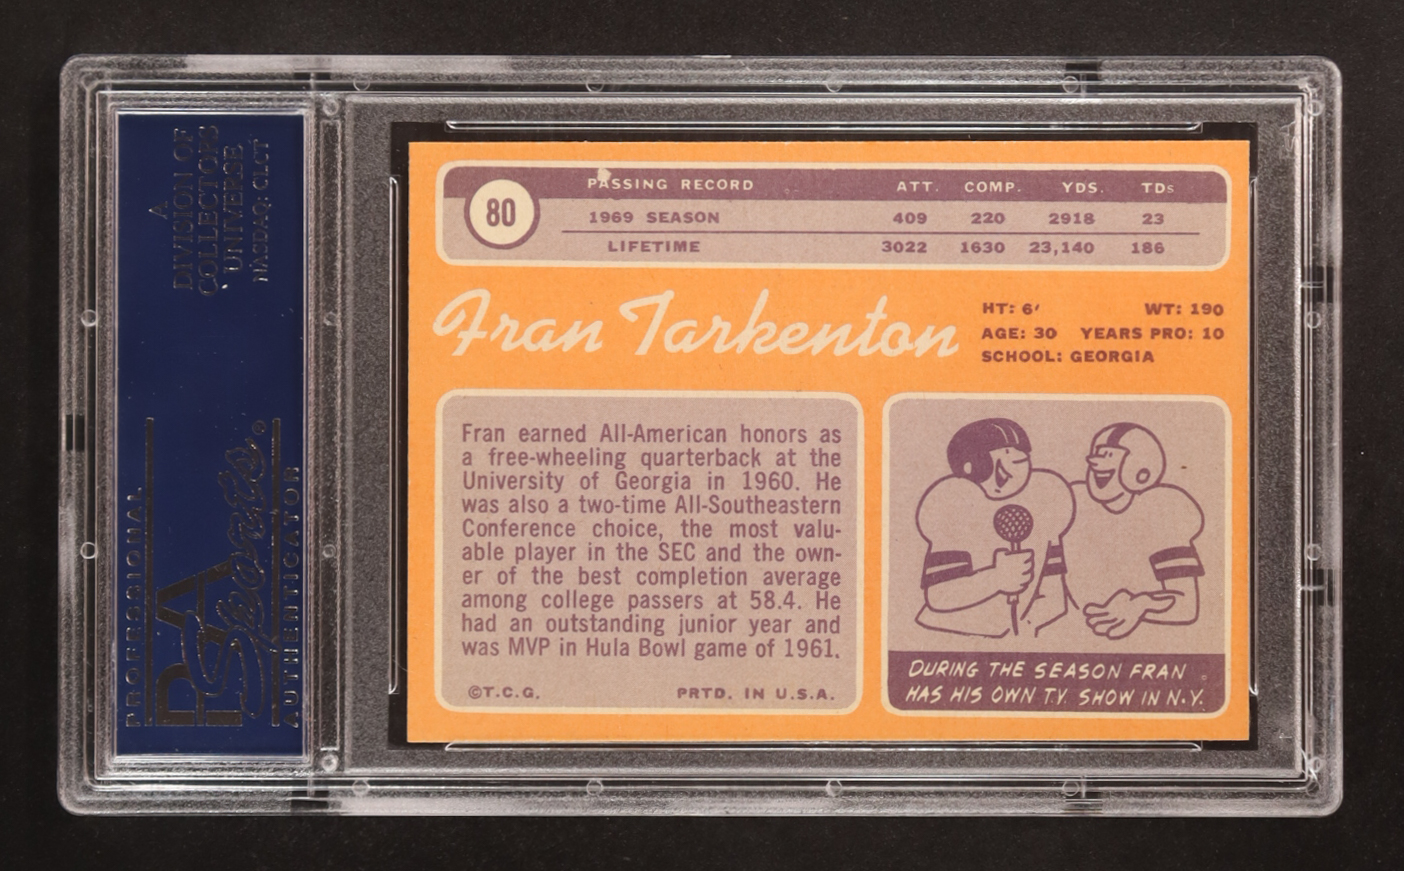 A
DIVISION OF
COLLECTORS
UNIVERSE
NASDAQ: CLCT
PROFESSIONAL
PSA
Sports®
AUTHENTICATOR
80
PASSING RECORD ATT. COMP. YDS. TDs
1969 SEASON 409 220 2918 23
LIFETIME 3022 1630 23,140 186
Fran Tarkenton
HT: 6' WT: 190
AGE: 30 YEARS PRO: 10
SCHOOL: GEORGIA
Fran earned All-American honors as
a free-wheeling quarterback at the
University of Georgia in 1960. He
was also a two-time All-Southeastern
Conference choice, the most valu-
able player in the SEC and the own-
er of the best completion average
among college passers at 58.4. He
had an outstanding junior year and
was MVP in Hula Bowl game of 1961.
©T.C.G. PRTD. IN U.S.A.
DURING THE SEASON FRAN
HAS HIS OWN T.V. SHOW IN N.Y.